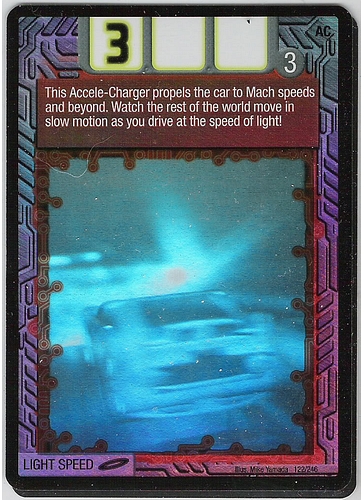 3
AC
3
This Accele-Charger propels the car to Mach speeds
and beyond. Watch the rest of the world move in
slow motion as you drive at the speed of light!
LIGHT SPEED
Illus. Mike Yamada 122/246